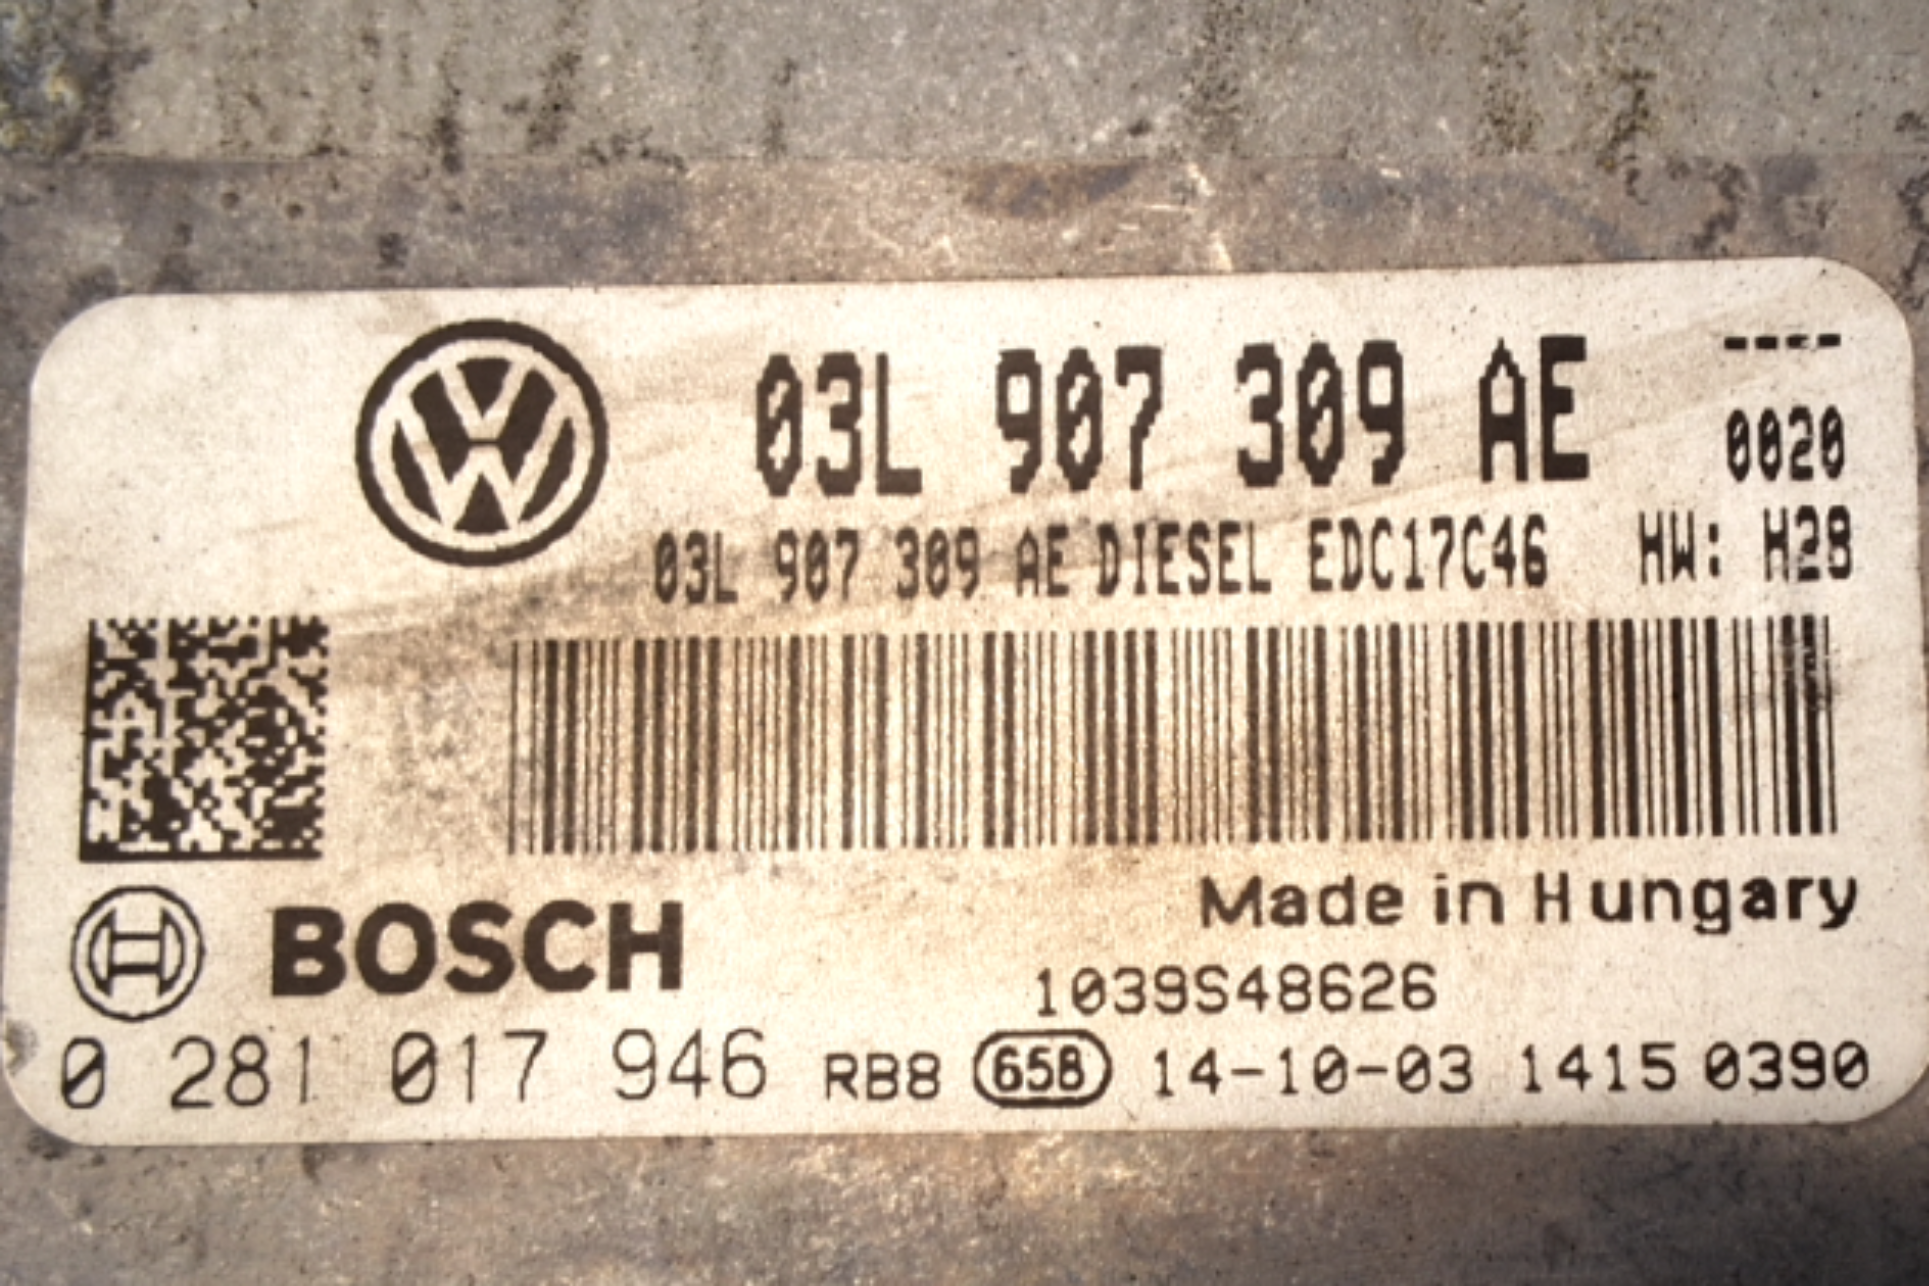 03L 907 309 AE ----
0020
03L 907 309 AE DIESEL EDC17C46 HW: H28
BOSCH
Made in Hungary
1039S48626
0 281 017 946 RB8 658 14-10-03 1415 0390